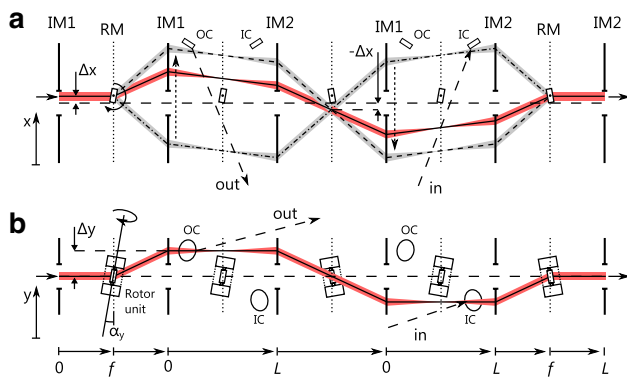 a
IM1 RM IM1 OC IC IM2 IM1 OC IC IM2 RM IM2
Δx
-Δx
x
out
in
b
Δy
OC
out
OC
y
Rotor
unit
IC
IC
αy
in
0 f 0 L 0 L f L